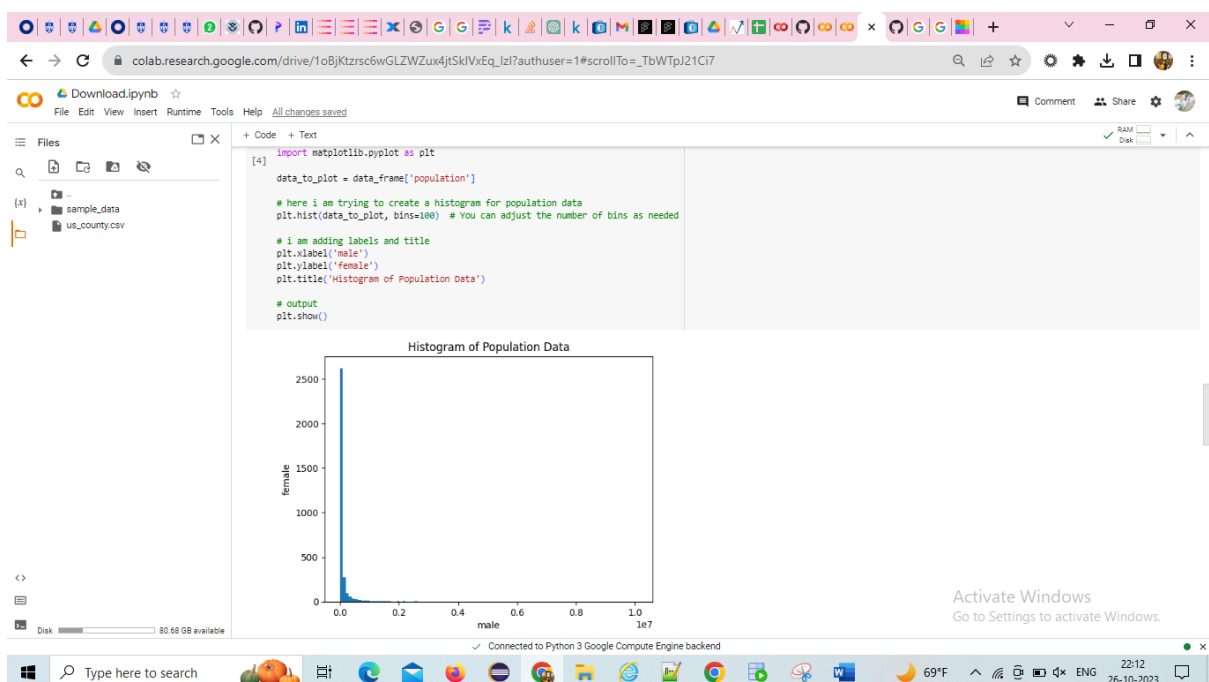 colab.research.google.com/drive/1oBjKtzrsc6wGLZWZux4jtSkIVxEq_IzI?authuser=1#scrollTo=_TbWTpJ21Ci7
Download.ipynb
File Edit View Insert Runtime Tools Help All changes saved
Comment Share
Files
+ Code + Text
RAM
Disk
..
sample_data
us_county.csv
[4]
import matplotlib.pyplot as plt
data_to_plot = data_frame['population']
# here i am trying to create a histogram for population data
plt.hist(data_to_plot, bins=100) # You can adjust the number of bins as needed
# i am adding labels and title
plt.xlabel('male')
plt.ylabel('female')
plt.title('Histogram of Population Data')
# output
plt.show()
Histogram of Population Data
2500
2000
1500
1000
500
0
female
0.0 0.2 0.4 0.6 0.8 1.0
male 1e7
Disk 80.68 GB available
Activate Windows
Go to Settings to activate Windows.
Connected to Python 3 Google Compute Engine backend
Type here to search
69°F ENG 22:12
26-10-2023